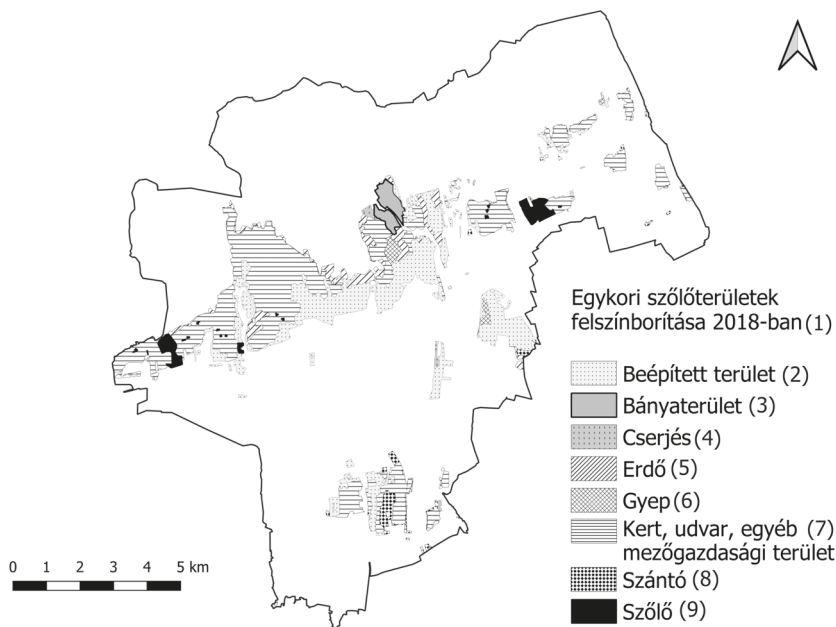 Egykori szőlőterületek
felszínborítása 2018-ban (1)
Beépített terület (2)
Bányaterület (3)
Cserjés (4)
Erdő (5)
Gyep (6)
Kert, udvar, egyéb (7)
mezőgazdasági terület
Szántó (8)
Szőlő (9)
0 1 2 3 4 5 km